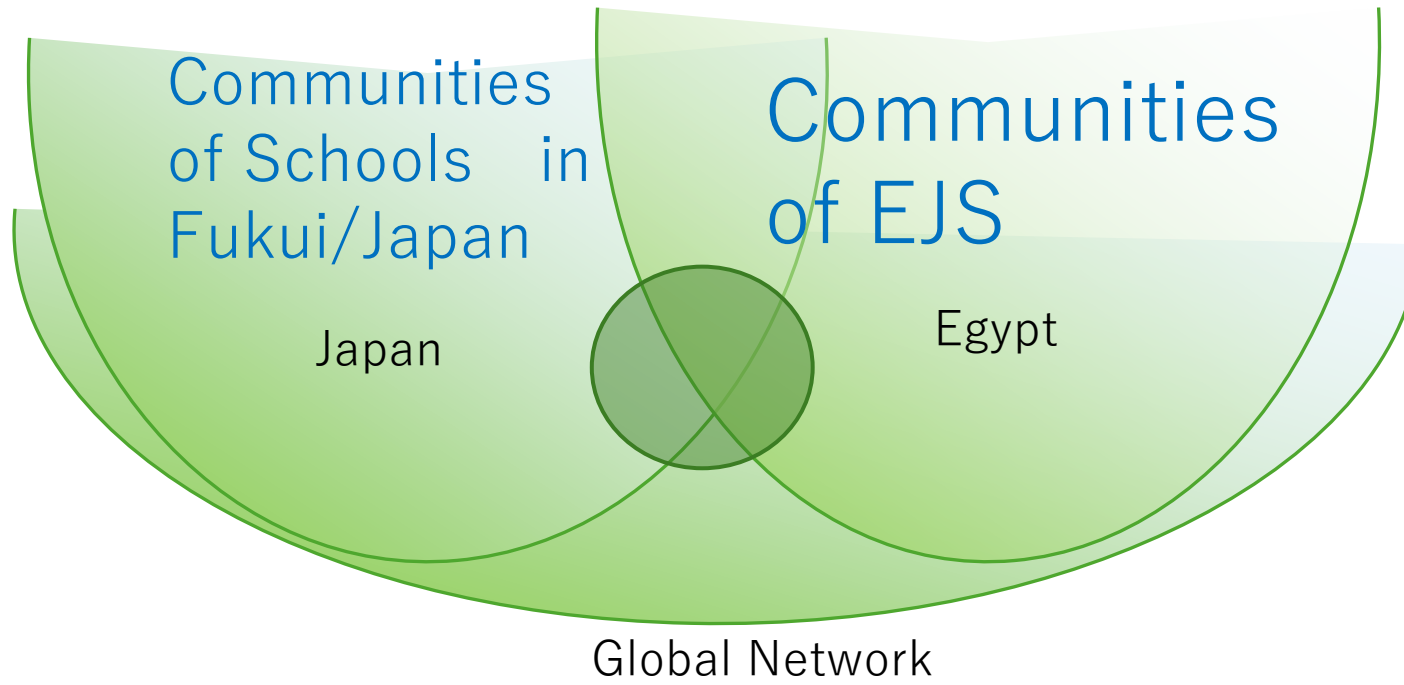 Communities
of Schools　in
Fukui/Japan
Communities
of EJS
Japan
Egypt
Global Network